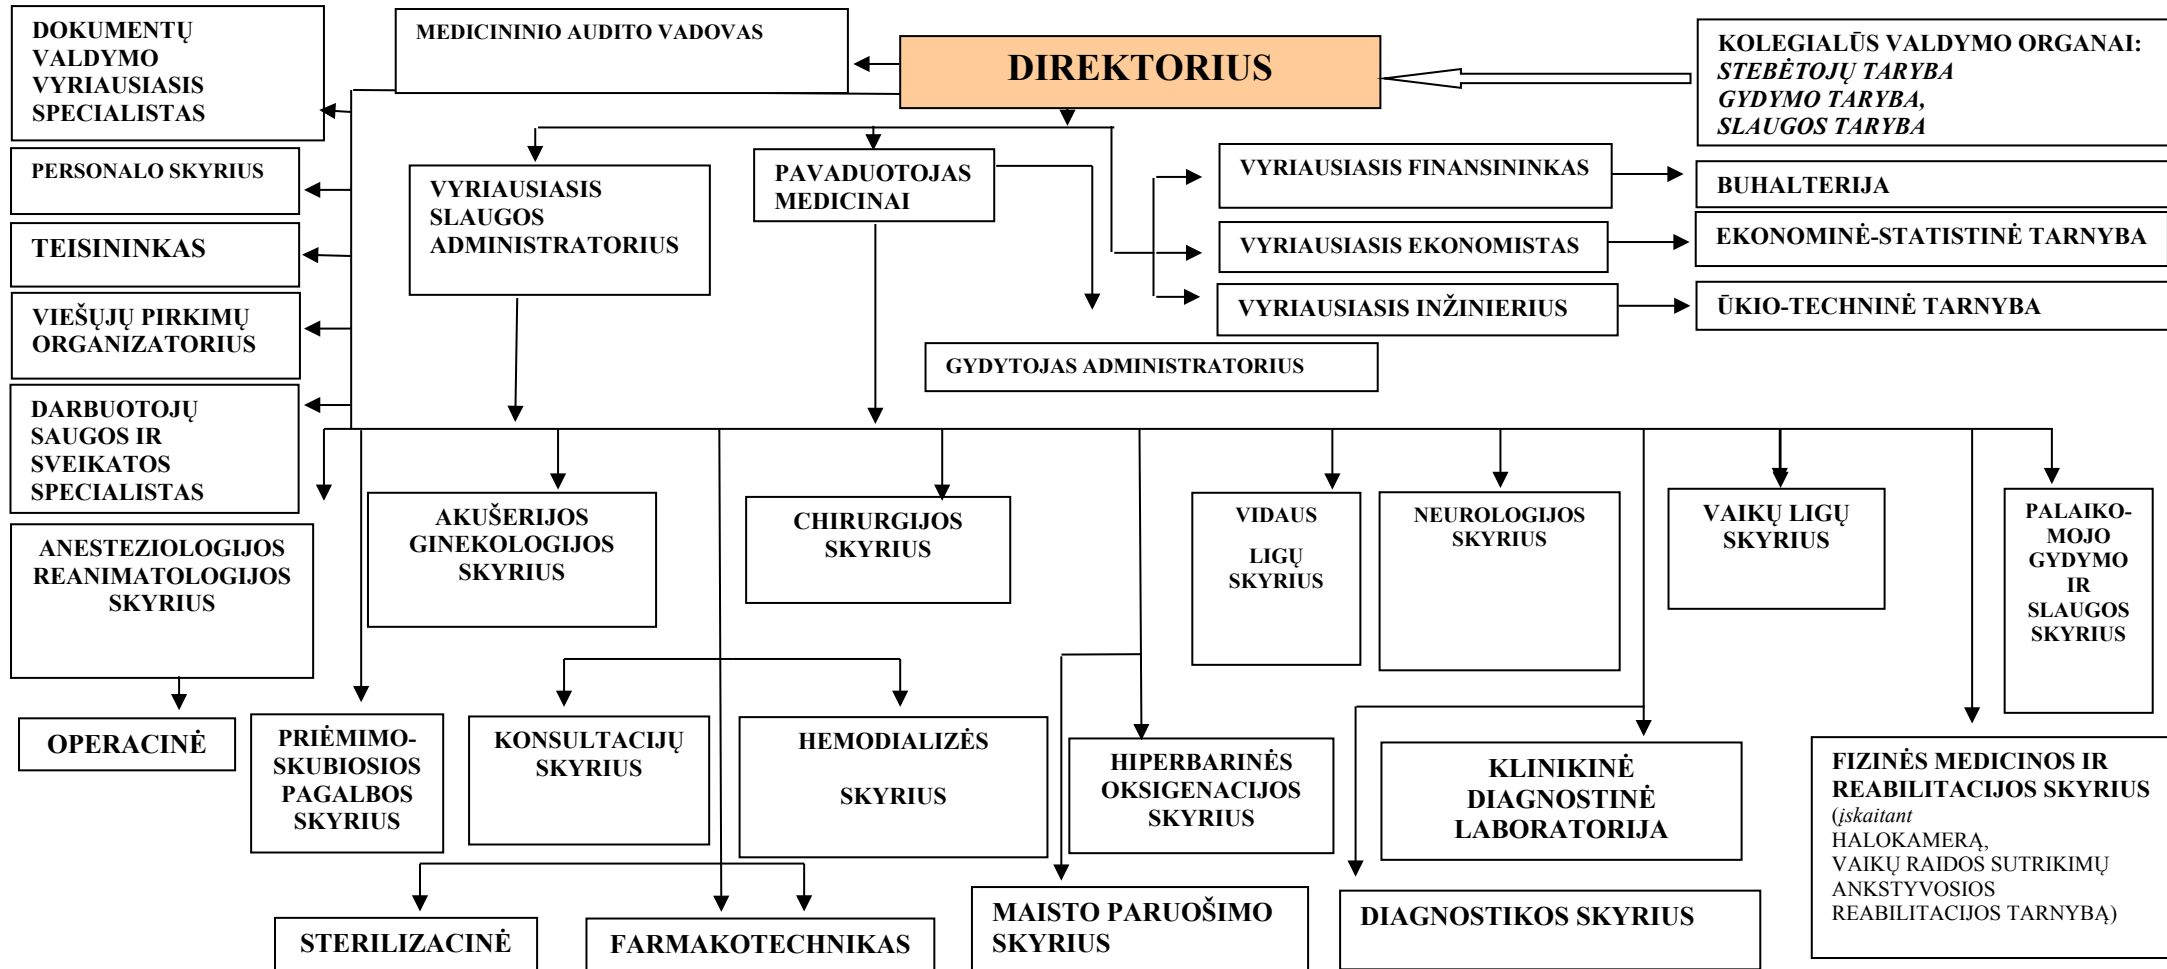 DOKUMENTŲ
VALDYMO
VYRIAUSIASIS
SPECIALISTAS
MEDICININIO AUDITO VADOVAS
DIREKTORIUS
KOLEGIALŪS VALDYMO ORGANAI:
STEBĖTOJŲ TARYBA
GYDYMO TARYBA,
SLAUGOS TARYBA
PERSONALO SKYRIUS
VYRIAUSIASIS
SLAUGOS
ADMINISTRATORIUS
PAVADUOTOJAS
MEDICINAI
VYRIAUSIASIS FINANSININKAS
BUHALTERIJA
TEISININKAS
VYRIAUSIASIS EKONOMISTAS
EKONOMINĖ-STATISTINĖ TARNYBA
VIEŠŲJŲ PIRKIMŲ
ORGANIZATORIUS
VYRIAUSIASIS INŽINIERIUS
ŪKIO-TECHNINĖ TARNYBA
GYDYTOJAS ADMINISTRATORIUS
DARBUOTOJŲ
SAUGOS IR
SVEIKATOS
SPECIALISTAS
ANESTEZIOLOGIJOS
REANIMATOLOGIJOS
SKYRIUS
AKUŠERIJOS
GINEKOLOGIJOS
SKYRIUS
CHIRURGIJOS
SKYRIUS
VIDAUS
LIGŲ
SKYRIUS
NEUROLOGIJOS
SKYRIUS
VAIKŲ LIGŲ
SKYRIUS
PALAIKO-
MOJO
GYDYMO
IR
SLAUGOS
SKYRIUS
OPERACINĖ
PRIĖMIMO-
SKUBIOSIOS
PAGALBOS
SKYRIUS
KONSULTACIJŲ
SKYRIUS
HEMODIALIZĖS
SKYRIUS
HIPERBARINĖS
OKSIGENACIJOS
SKYRIUS
KLINIKINĖ
DIAGNOSTINĖ
LABORATORIJA
FIZINĖS MEDICINOS IR
REABILITACIJOS SKYRIUS
(įskaitant
HALOKAMERĄ,
VAIKŲ RAIDOS SUTRIKIMŲ
ANKSTYVOSIOS
REABILITACIJOS TARNYBĄ)
STERILIZACINĖ
FARMAKOTECHNIKAS
MAISTO PARUOŠIMO
SKYRIUS
DIAGNOSTIKOS SKYRIUS